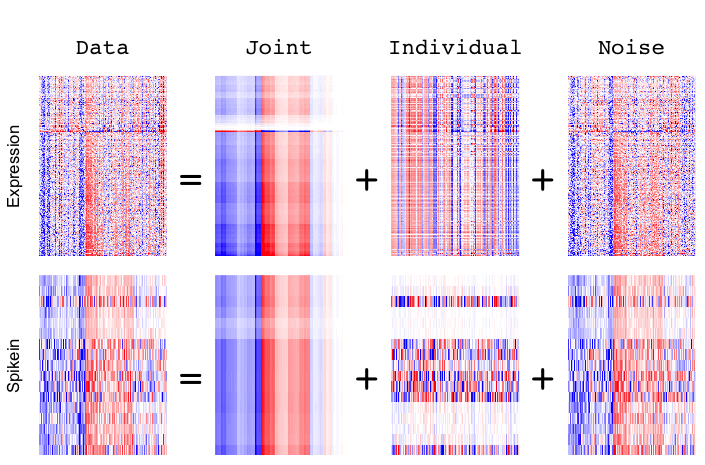 Data Joint Individual Noise
Expression
= + +
Spikein
= + +